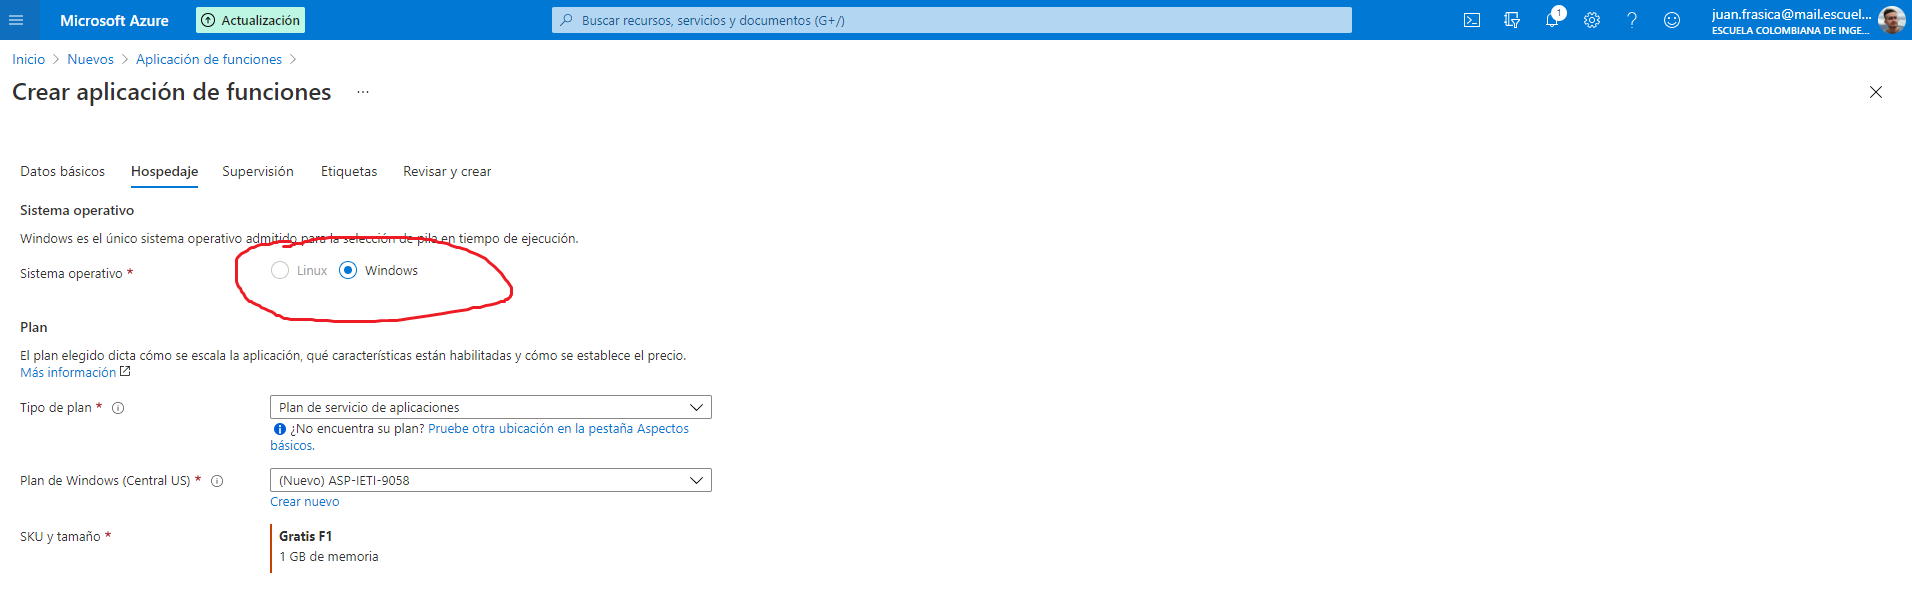 Microsoft Azure
Actualización
Buscar recursos, servicios y documentos (G+/)
1
juan.frasica@mail.escuel...
ESCUELA COLOMBIANA DE INGE...
Inicio > Nuevos > Aplicación de funciones >
Crear aplicación de funciones ...
Datos básicos Hospedaje Supervisión Etiquetas Revisar y crear
Sistema operativo
Windows es el único sistema operativo admitido para la selección de pila en tiempo de ejecución.
Sistema operativo * Linux Windows
Plan
El plan elegido dicta cómo se escala la aplicación, qué características están habilitadas y cómo se establece el precio.
Más información
Tipo de plan * Plan de servicio de aplicaciones
¿No encuentra su plan? Pruebe otra ubicación en la pestaña Aspectos
básicos.
Plan de Windows (Central US) * (Nuevo) ASP-IETI-9058
Crear nuevo
SKU y tamaño * Gratis F1
1 GB de memoria